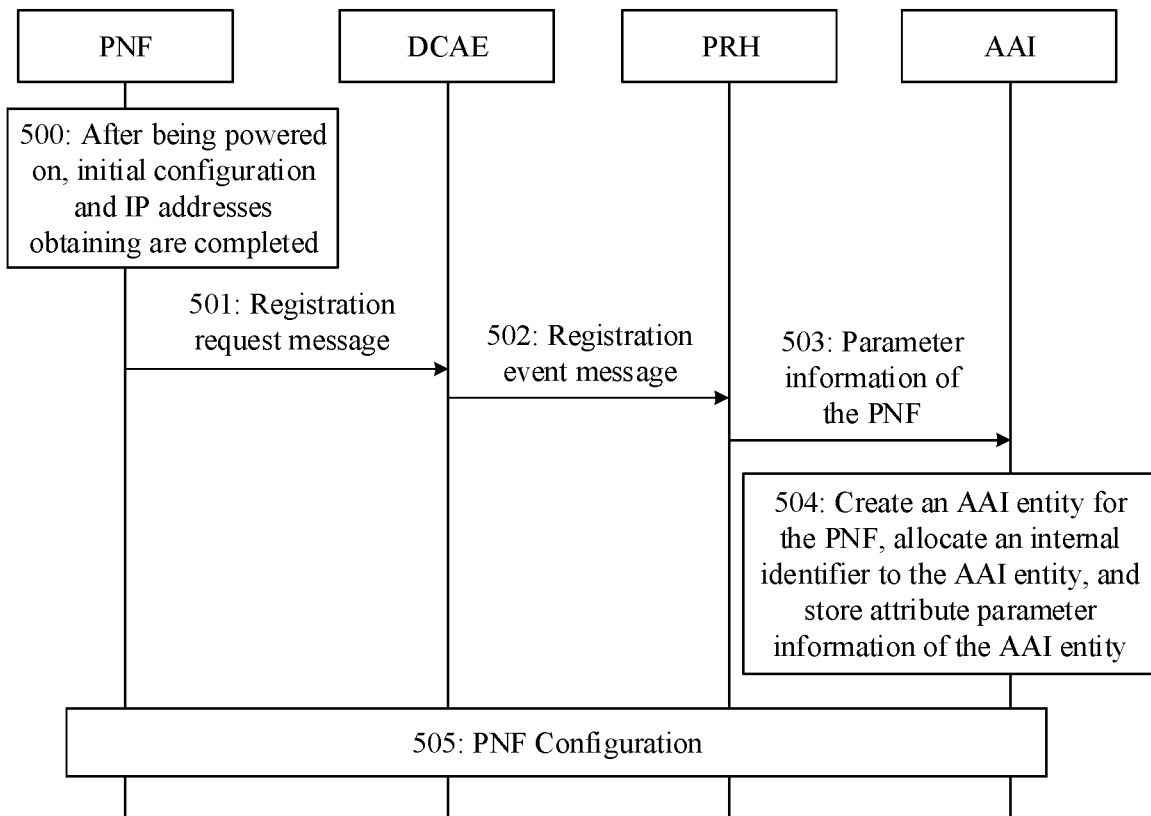 PNF
DCAE
PRH
AAI
500: After being powered
on, initial configuration
and IP addresses
obtaining are completed
501: Registration
request message
502: Registration
event message
503: Parameter
information of
the PNF
504: Create an AAI entity for
the PNF, allocate an internal
identifier to the AAI entity, and
store attribute parameter
information of the AAI entity
505: PNF Configuration